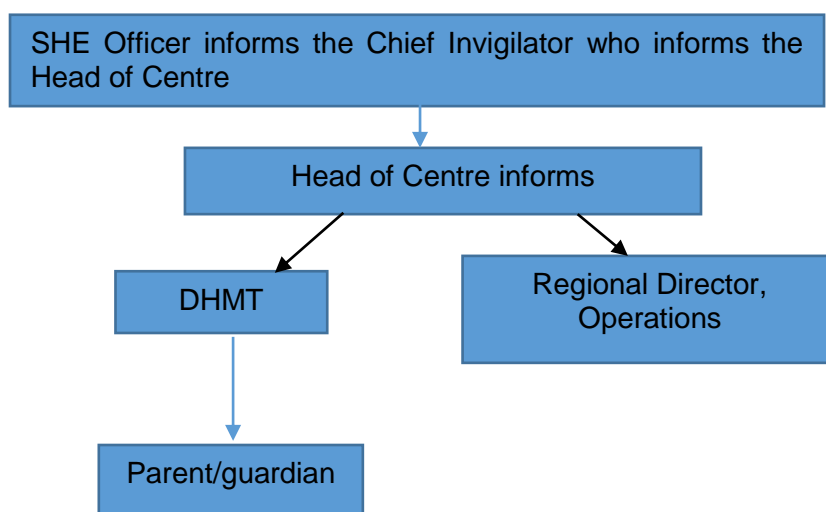 SHE Officer informs the Chief Invigilator who informs the
Head of Centre
Head of Centre informs
DHMT
Regional Director,
Operations
Parent/guardian